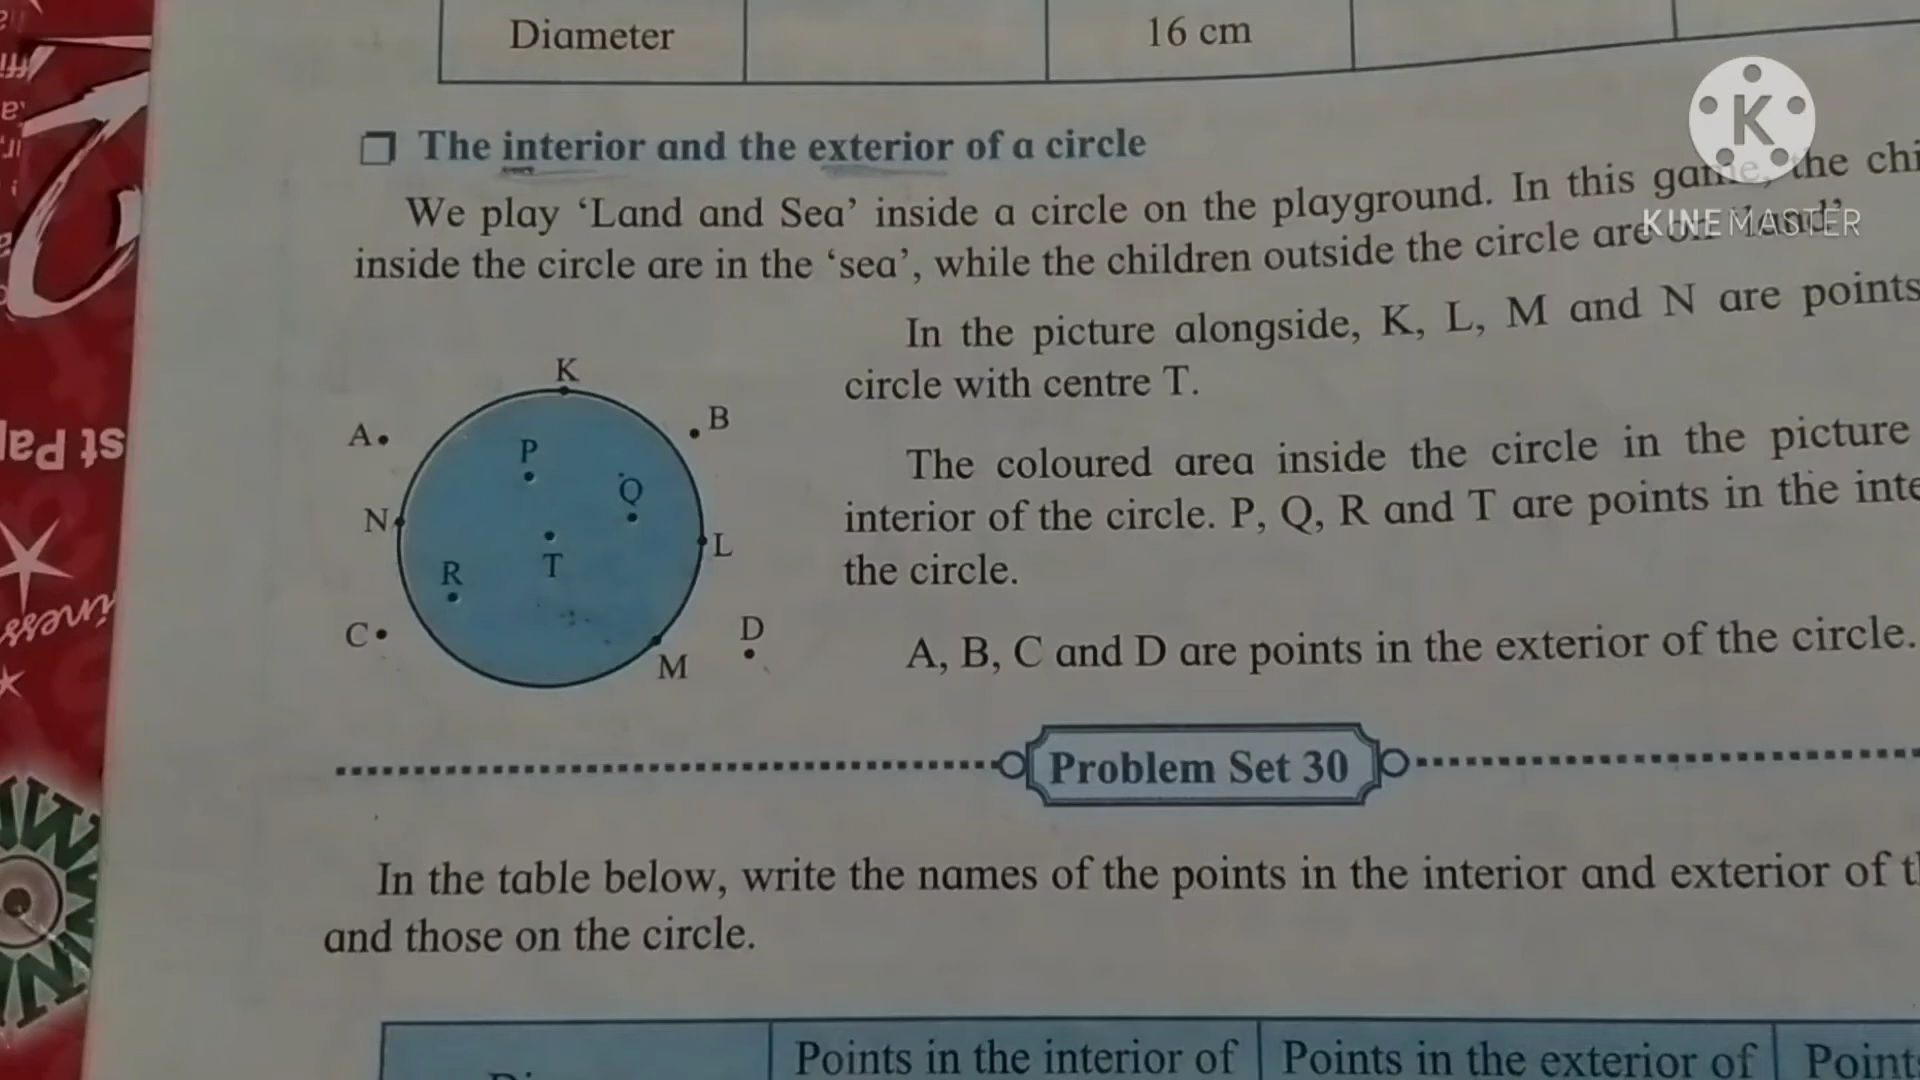 Diameter
16 cm
The interior and the exterior of a circle
We play ‘Land and Sea’ inside a circle on the playground. In this game, the
inside the circle are in the ‘sea’, while the children outside the circle are on ‘land’
In the picture alongside, K, L, M and N are points
circle with centre T.
The coloured area inside the circle in the picture
interior of the circle. P, Q, R and T are points in the
the circle.
A, B, C and D are points in the exterior of the circle.
K
A
B
P
Q
N
L
T
R
C
D
M
Problem Set 30
In the table below, write the names of the points in the interior and exterior of
and those on the circle.
Points in the interior of
Points in the exterior of
K
KINEMASTER